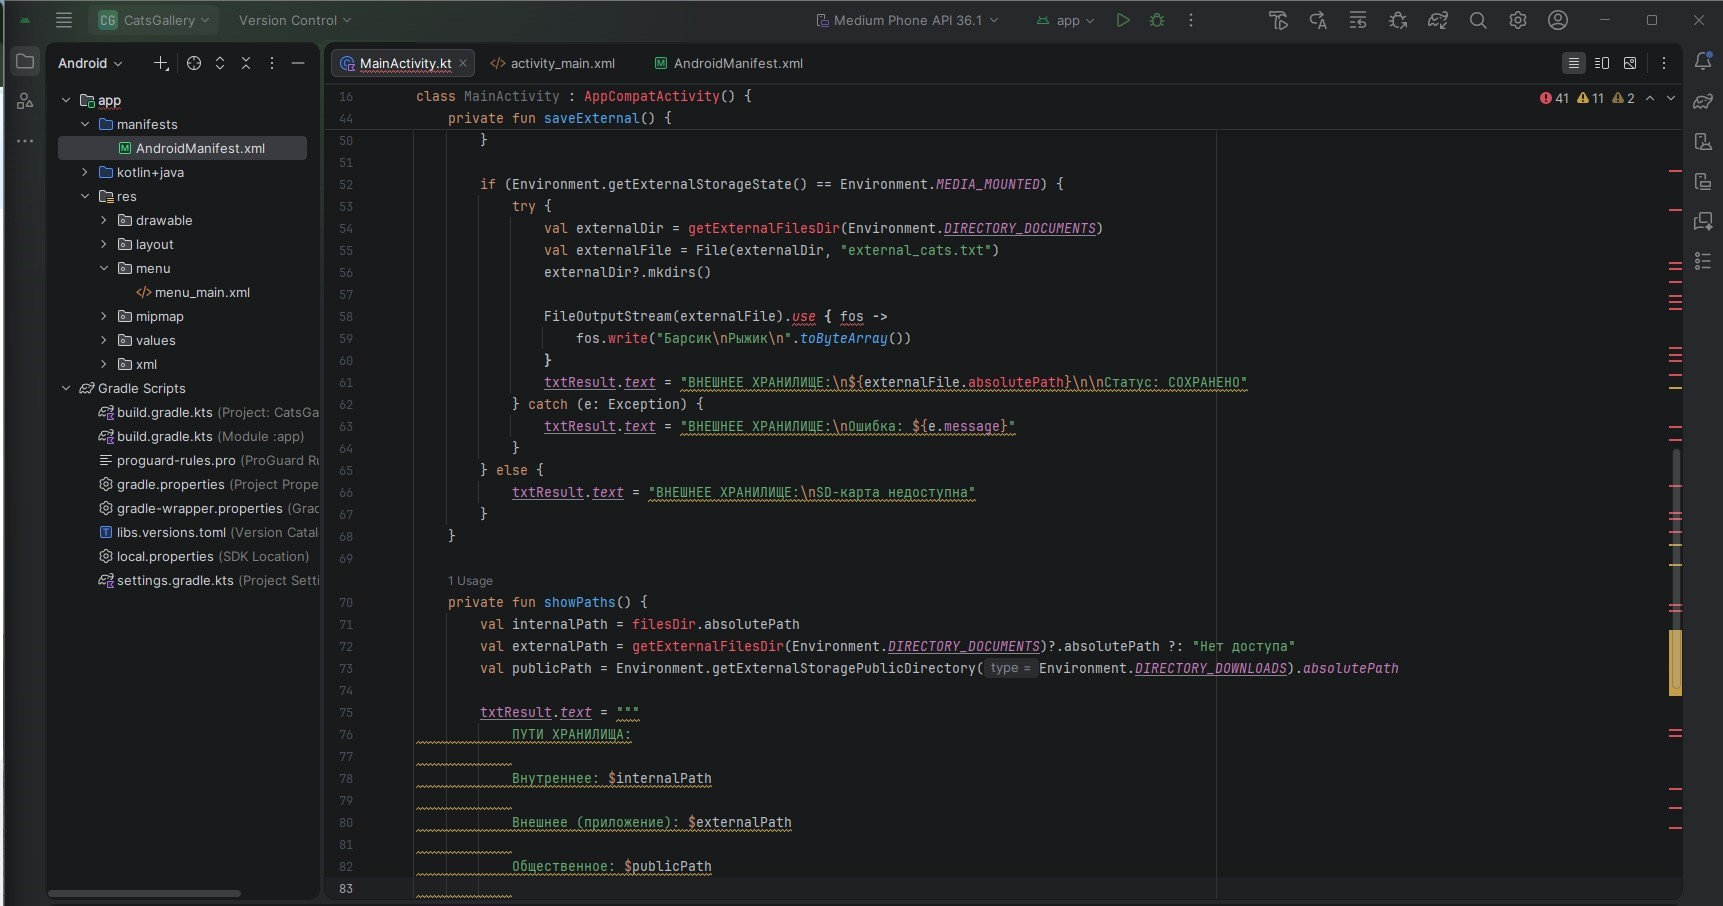 CG CatsGallery Version Control Medium Phone API 36.1 app
Android MainActivity.kt activity_main.xml AndroidManifest.xml
app
manifests
AndroidManifest.xml
kotlin+java
res
drawable
layout
menu
menu_main.xml
mipmap
values
xml
Gradle Scripts
build.gradle.kts (Project: CatsGa
build.gradle.kts (Module :app)
proguard-rules.pro (ProGuard Ru
gradle.properties (Project Prope
gradle-wrapper.properties (Grad
libs.versions.toml (Version Catal
local.properties (SDK Location)
settings.gradle.kts (Project Setti
41 11 2
16 class MainActivity : AppCompatActivity() {
44 private fun saveExternal() {
50 }
51
52 if (Environment.getExternalStorageState() == Environment.MEDIA_MOUNTED) {
53 try {
54 val externalDir = getExternalFilesDir(Environment.DIRECTORY_DOCUMENTS)
55 val externalFile = File(externalDir, "external_cats.txt")
56 externalDir?.mkdirs()
57
58 FileOutputStream(externalFile).use { fos ->
59 fos.write("Барсик\nРыжик\n".toByteArray())
60 }
61 txtResult.text = "ВНЕШНЕЕ ХРАНИЛИЩЕ:\n${externalFile.absolutePath}\n\nСтатус: СОХРАНЕНО"
62 } catch (e: Exception) {
63 txtResult.text = "ВНЕШНЕЕ ХРАНИЛИЩЕ:\nОшибка: ${e.message}"
64 }
65 } else {
66 txtResult.text = "ВНЕШНЕЕ ХРАНИЛИЩЕ:\nSD-карта недоступна"
67 }
68 }
69
1 Usage
70 private fun showPaths() {
71 val internalPath = filesDir.absolutePath
72 val externalPath = getExternalFilesDir(Environment.DIRECTORY_DOCUMENTS)?.absolutePath ?: "Нет доступа"
73 val publicPath = Environment.getExternalStoragePublicDirectory( type = Environment.DIRECTORY_DOWNLOADS).absolutePath
74
75 txtResult.text = """
76 ПУТИ ХРАНИЛИЩА:
77
78 Внутреннее: $internalPath
79
80 Внешнее (приложение): $externalPath
81
82 Общественное: $publicPath
83